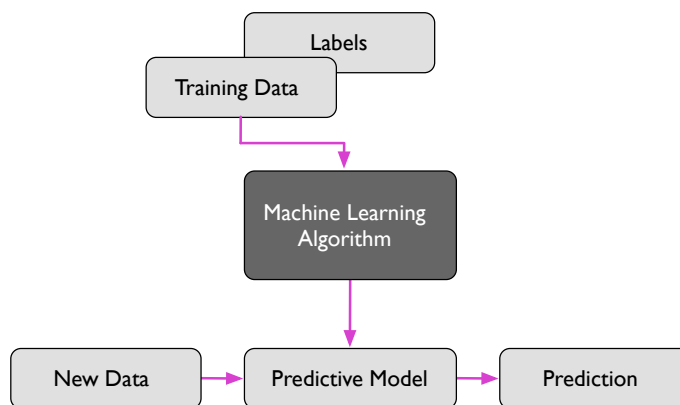 Labels
Training Data
Machine Learning
Algorithm
New Data
Predictive Model
Prediction